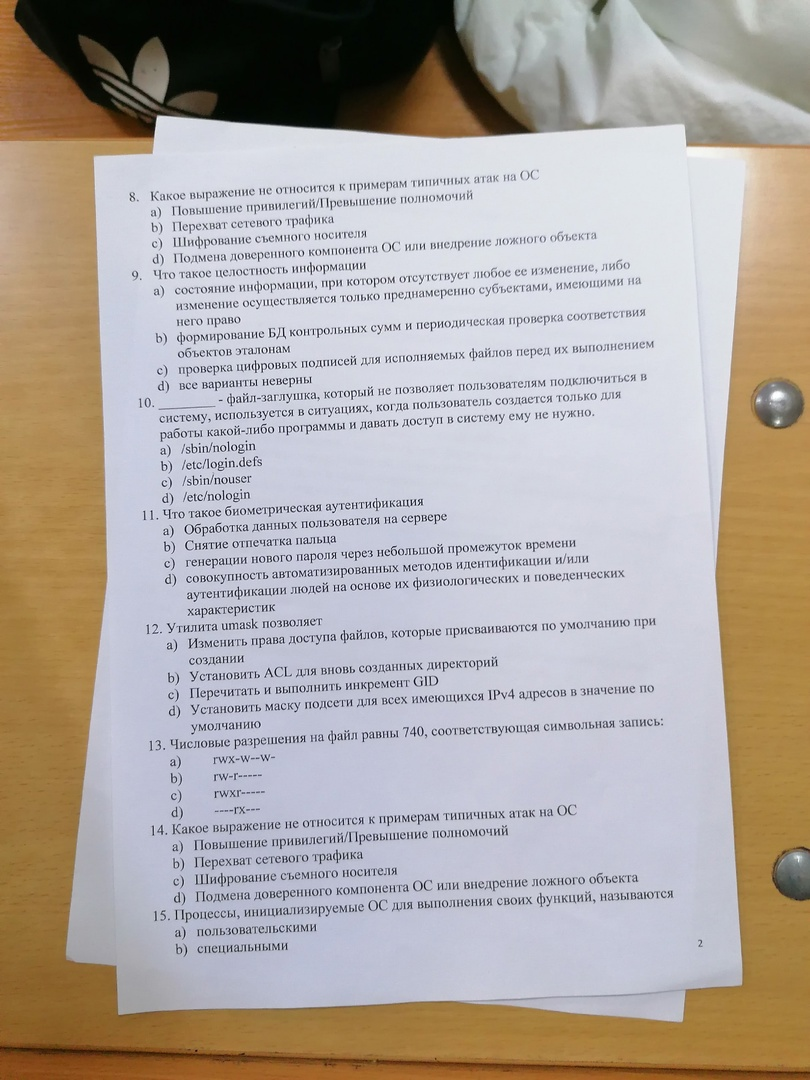 8. Какое выражение не относится к примерам типичных атак на ОС
a) Повышение привилегий/Превышение полномочий
b) Перехват сетевого трафика
c) Шифрование съемного носителя
d) Подмена доверенного компонента ОС или внедрение ложного объекта
9. Что такое целостность информации
a) состояние информации, при котором отсутствует любое ее изменение, либо
изменение осуществляется только преднамеренно субъектами, имеющими на
него право
b) формирование БД контрольных сумм и периодическая проверка соответствия
объектов эталонам
c) проверка цифровых подписей для исполняемых файлов перед их выполнением
d) все варианты неверны
10. ________ - файл-заглушка, который не позволяет пользователям подключиться в
систему, используется в ситуациях, когда пользователь создается только для
работы какой-либо программы и давать доступ в систему ему не нужно.
a) /sbin/nologin
b) /etc/login.defs
c) /sbin/nouser
d) /etc/nologin
11. Что такое биометрическая аутентификация
a) Обработка данных пользователя на сервере
b) Снятие отпечатка пальца
c) генерации нового пароля через небольшой промежуток времени
d) совокупность автоматизированных методов идентификации и/или
аутентификации людей на основе их физиологических и поведенческих
характеристик
12. Утилита umask позволяет
a) Изменить права доступа файлов, которые присваиваются по умолчанию при
создании
b) Установить ACL для вновь созданных директорий
c) Перечитать и выполнить инкремент GID
d) Установить маску подсети для всех имеющихся IPv4 адресов в значение по
умолчанию
13. Числовые разрешения на файл равны 740, соответствующая символьная запись:
a) rwx-w--w-
b) rw-r-----
c) rwxr-----
d) ----rx---
14. Какое выражение не относится к примерам типичных атак на ОС
a) Повышение привилегий/Превышение полномочий
b) Перехват сетевого трафика
c) Шифрование съемного носителя
d) Подмена доверенного компонента ОС или внедрение ложного объекта
15. Процессы, инициализируемые ОС для выполнения своих функций, называются
a) пользовательскими
b) специальными
2